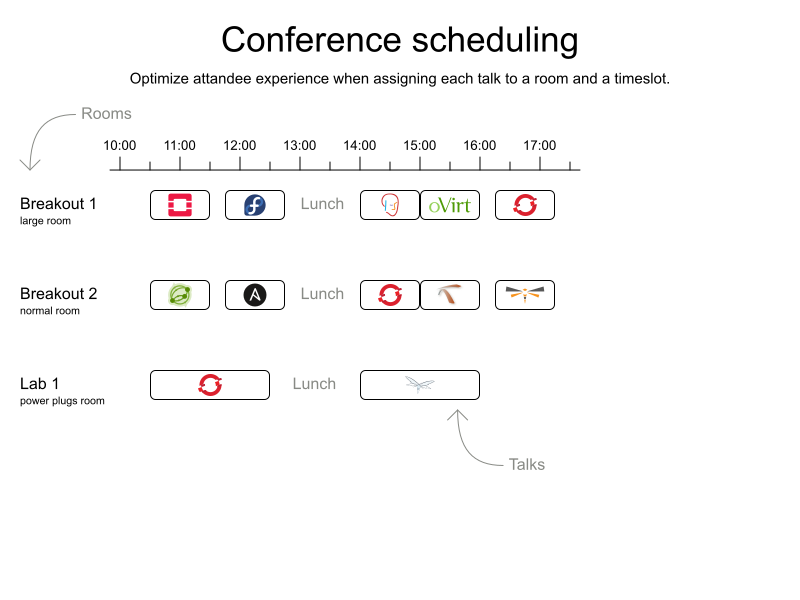 Conference scheduling
Optimize attandee experience when assigning each talk to a room and a timeslot.
Rooms
10:00 11:00 12:00 13:00 14:00 15:00 16:00 17:00
Breakout 1
large room
Lunch
oVirt
Breakout 2
normal room
Lunch
Lab 1
power plugs room
Lunch
Talks